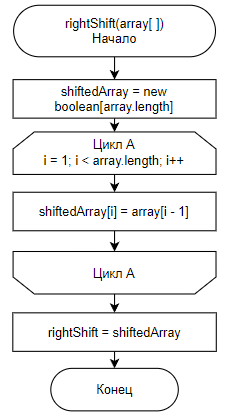 rightShift(array[ ])
Начало
shiftedArray = new
boolean[array.length]
Цикл А
i = 1; i < array.length; i++
shiftedArray[i] = array[i - 1]
Цикл А
rightShift = shiftedArray
Конец